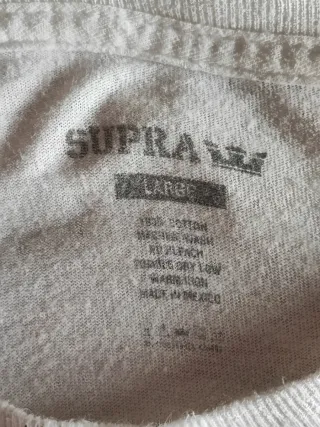 SUPRA
LARGE
100% COTTON
MACHINE WASH
NO BLEACH
TUMBLE DRY LOW
WARM IRON
MADE IN MEXICO